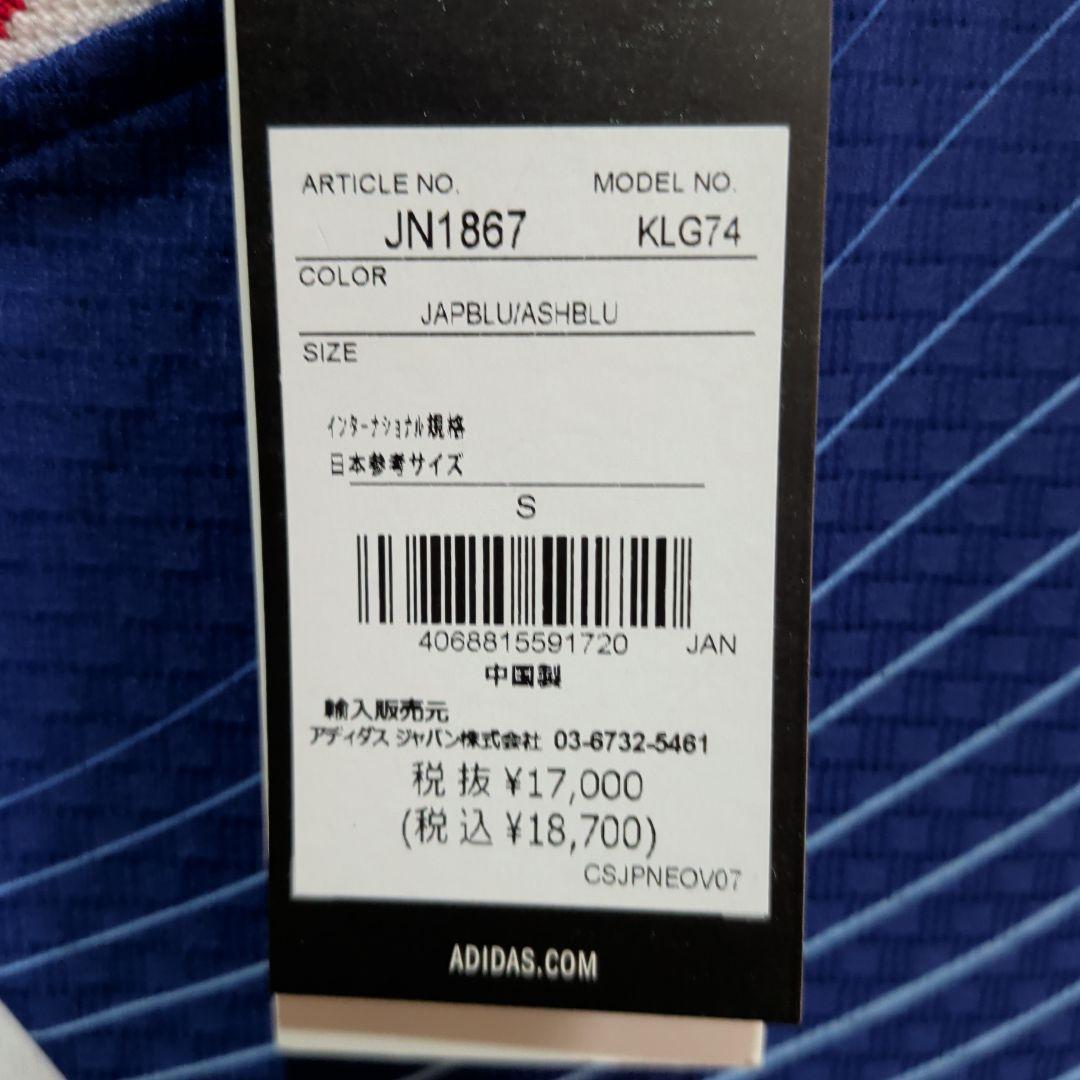 ARTICLE NO. MODEL NO.
JN1867 KLG74
COLOR
JAPBLU/ASHBLU
SIZE
インターナショナル規格
日本参考サイズ
S
4068815591720 JAN
中国製
輸入販売元
アディダス ジャパン株式会社 03-6732-5461
税抜 ¥17,000
(税込 ¥18,700)
CSJPNEOV07
ADIDAS.COM